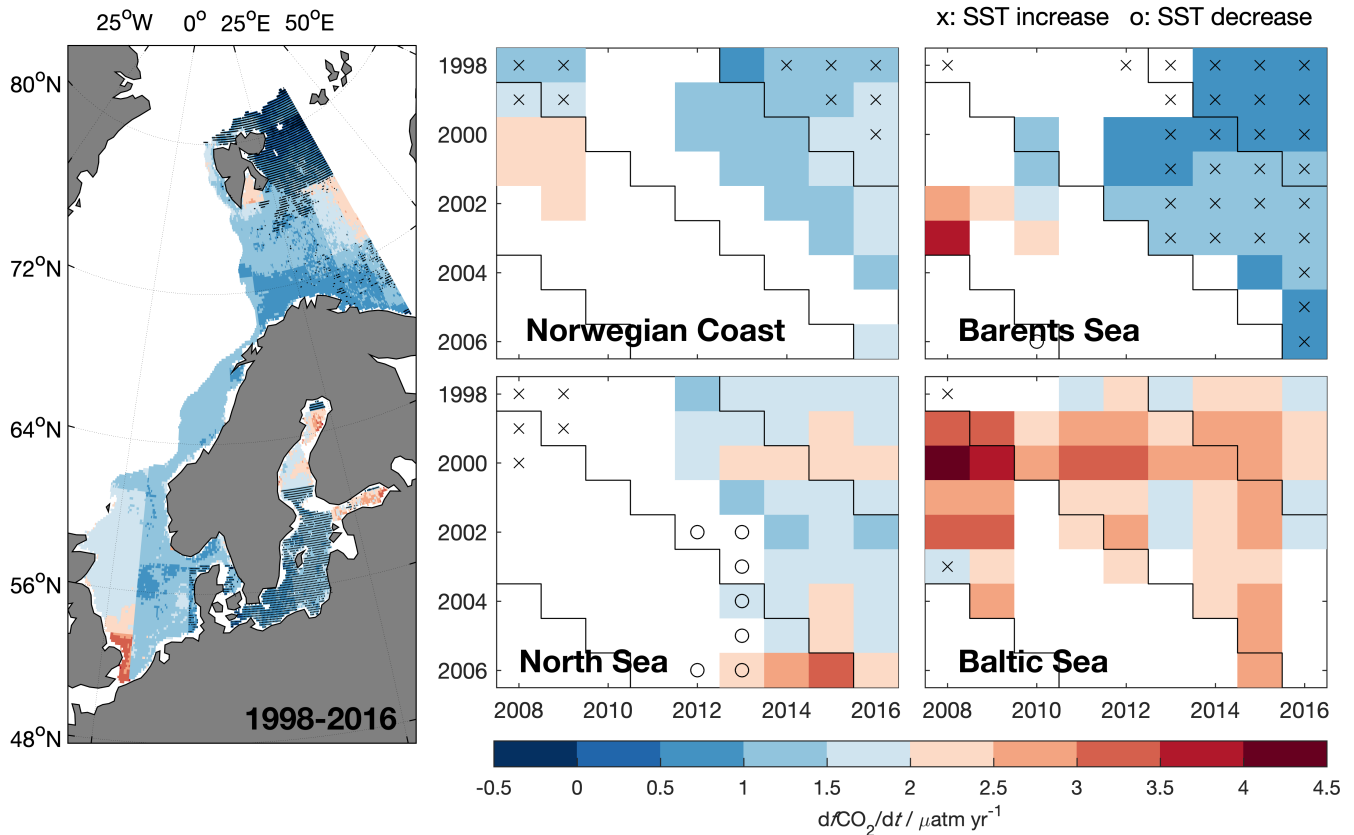 25°W 0° 25°E 50°E
x: SST increase o: SST decrease
80°N
72°N
64°N
56°N
48°N
1998-2016
1998
2000
2002
2004
2006
Norwegian Coast
Barents Sea
1998
2000
2002
2004
2006
North Sea
Baltic Sea
2008 2010 2012 2014 2016
2008 2010 2012 2014 2016
-0.5 0 0.5 1 1.5 2 2.5 3 3.5 4 4.5
dfCO₂/dt / μatm yr⁻¹